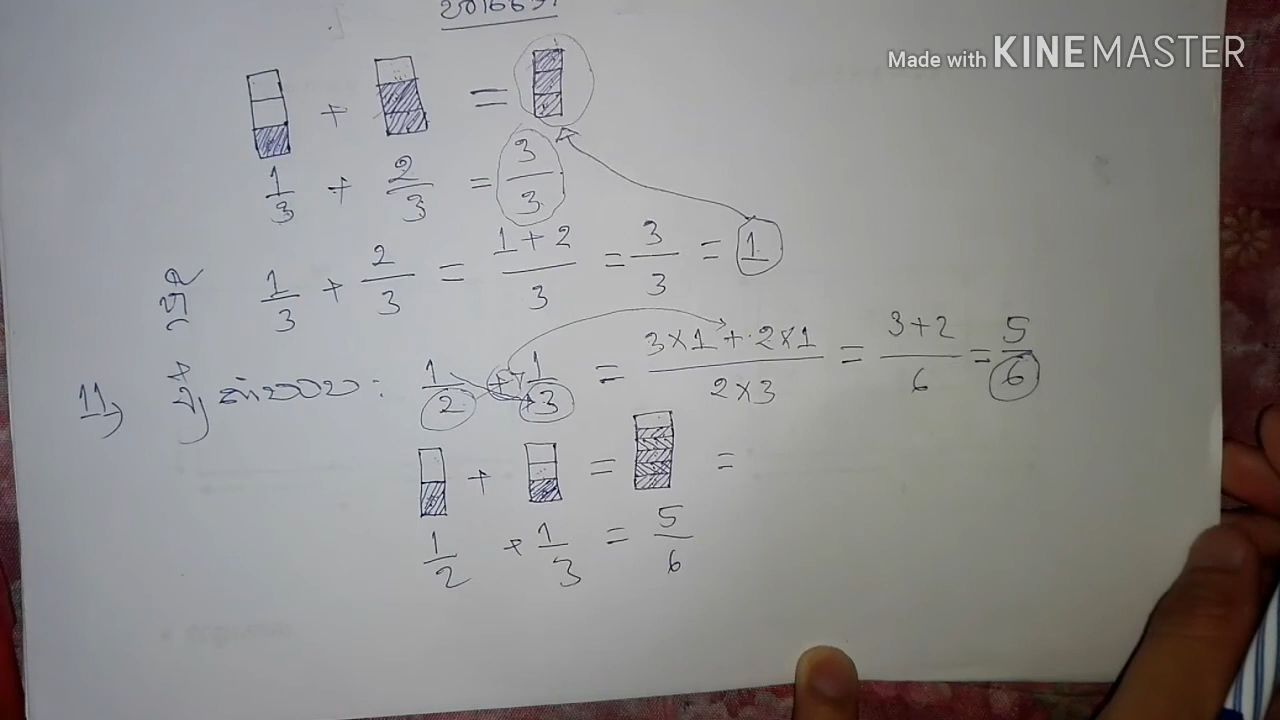 Made with KINEMASTER
1/3 + 2/3 = 3/3
1/3 + 2/3 = (1+2)/3 = 3/3 = 1
11) 1/2 + 1/3 = (3×1+2×1)/(2×3) = (3+2)/6 = 5/6
+ = =
1/2 + 1/3 = 5/6